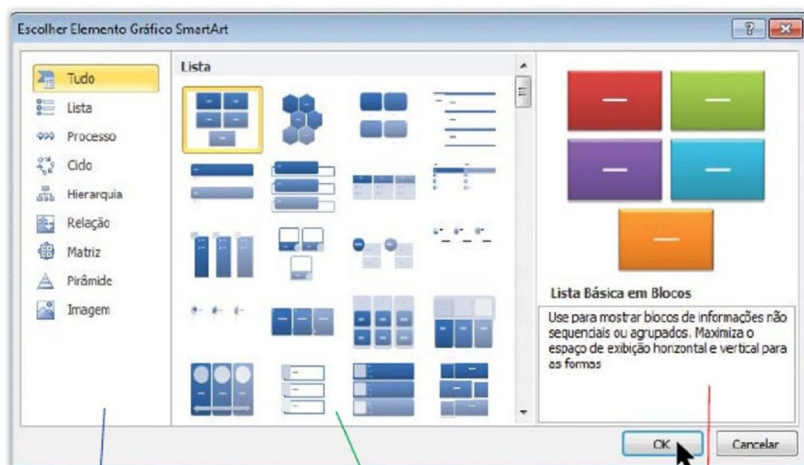 Escolher Elemento Gráfico SmartArt
Tudo
Lista
Processo
Ciclo
Hierarquia
Relação
Matriz
Pirâmide
Imagem
Lista
Lista Básica em Blocos
Use para mostrar blocos de informações não
sequenciais ou agrupados. Maximiza o
espaço de exibição horizontal e vertical para
as formas
OK
Cancelar